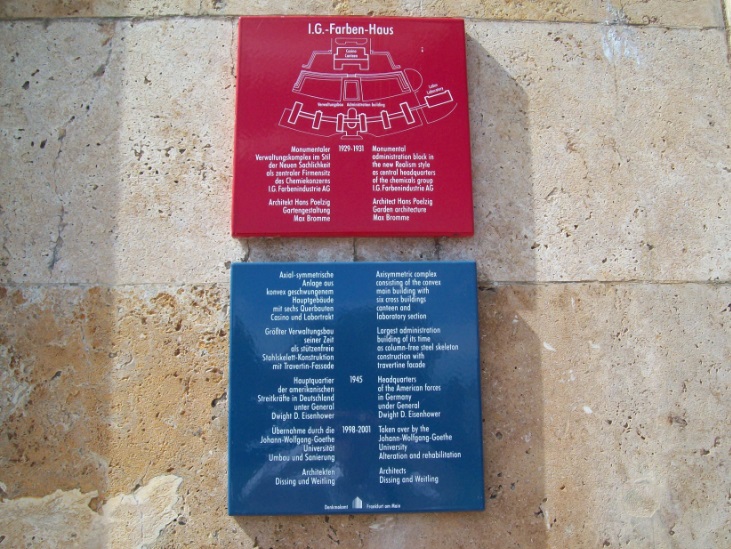 I.G.-Farben-Haus
Casino
Canteen
Labor
Laboratory
Verwaltungsbau Administration building
Monumentaler
Verwaltungskomplex im Stil
der Neuen Sachlichkeit
als zentraler Firmensitz
des Chemiekonzerns
I.G. Farbenindustrie AG
Architekt Hans Poelzig
Gartengestaltung
Max Bromme
1929-1931
Monumental
administration block in
the new Realism style
as central headquarters
of the chemicals group
I.G. Farbenindustrie AG
Architect Hans Poelzig
Garden architecture
Max Bromme
Axial-symmetrische
Anlage aus
konvex geschwungenem
Hauptgebäude
mit sechs Querbauten
Casino und Labortrakt
Größter Verwaltungsbau
seiner Zeit
als stützenfreie
Stahlskelett-Konstruktion
mit Travertin-Fassade
Hauptquartier
der amerikanischen
Streitkräfte in Deutschland
unter General
Dwight D. Eisenhower
Übernahme durch die
Johann-Wolfgang-Goethe
Universität
Umbau und Sanierung
Architekten
Dissing und Weitling
1945
1998-2001
Axisymetric complex
consisting of the convex
main building with
six cross buildings
canteen and
laboratory section
Largest administration
building of its time
as column-free steel skeleton
construction with
travertine facade
Headquarters
of the American forces
in Germany
under General
Dwight D. Eisenhower
Taken over by the
Johann-Wolfgang-Goethe
University
Alteration and rehabilitation
Architects
Dissing and Weitling
Denkmalamt Frankfurt am Main